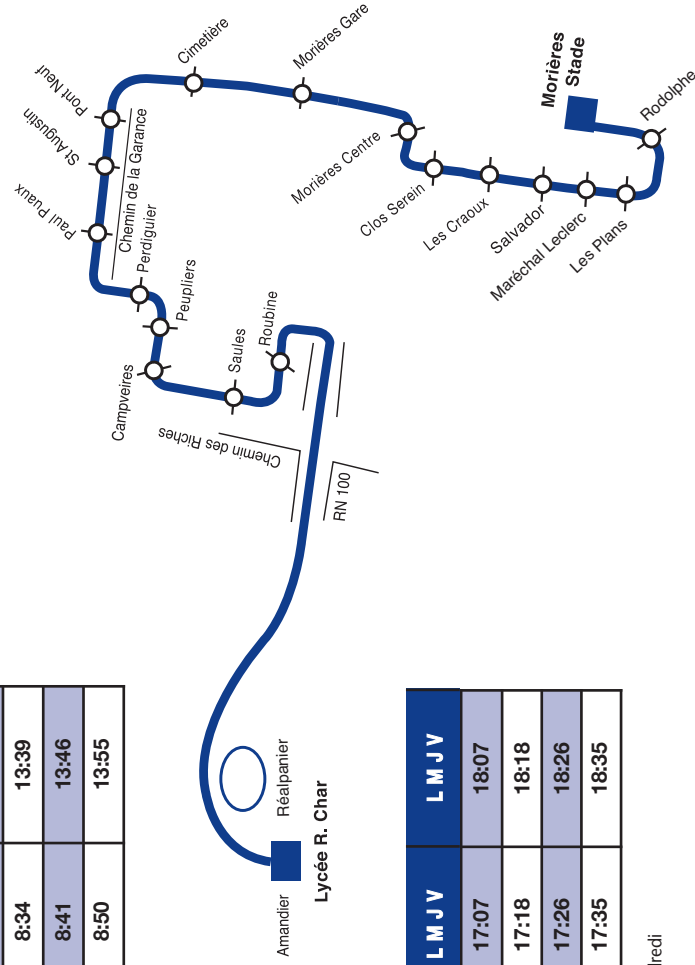 Cimetière
Morières Gare
Pont Neuf
St Augustin
Paul Puaux
Chemin de la Garance
Perdiguier
Peupliers
Campveires
Saules
Roubine
Chemin des Riches
RN 100
Morières Centre
Clos Serein
Les Craoux
Salvador
Maréchal Leclerc
Les Plans
Rodolphe
Morières
Stade
Réalpanier
Amandier
Lycée R. Char
8:34 13:39
8:41 13:46
8:50 13:55
L M J V L M J V
17:07 18:07
17:18 18:18
17:26 18:26
17:35 18:35